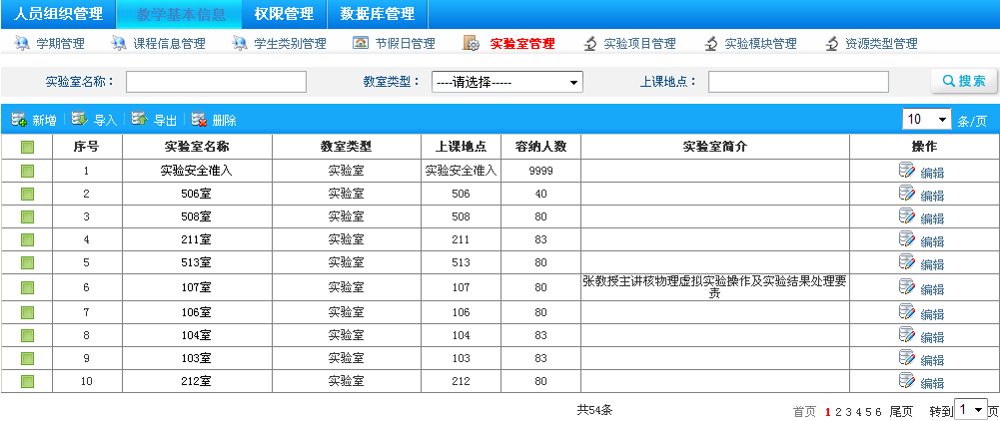 人员组织管理 教学基本信息 权限管理 数据库管理
学期管理 课程信息管理 学生类别管理 节假日管理 实验室管理 实验项目管理 实验模块管理 资源类型管理
实验室名称： 教室类型： ----请选择----- 上课地点： 搜索
新增 导入 导出 删除 10 条/页
序号 实验室名称 教室类型 上课地点 容纳人数 实验室简介 操作
1 实验安全准入 实验室 实验安全准入 9999 编辑
2 506室 实验室 506 40 编辑
3 508室 实验室 508 80 编辑
4 211室 实验室 211 83 编辑
5 513室 实验室 513 80 编辑
6 107室 实验室 107 80 张教授主讲核物理虚拟实验操作及实验结果处理要 编辑
责
7 106室 实验室 106 80 编辑
8 104室 实验室 104 83 编辑
9 103室 实验室 103 83 编辑
10 212室 实验室 212 80 编辑
共54条 首页 1 2 3 4 5 6 尾页 转到 1 页